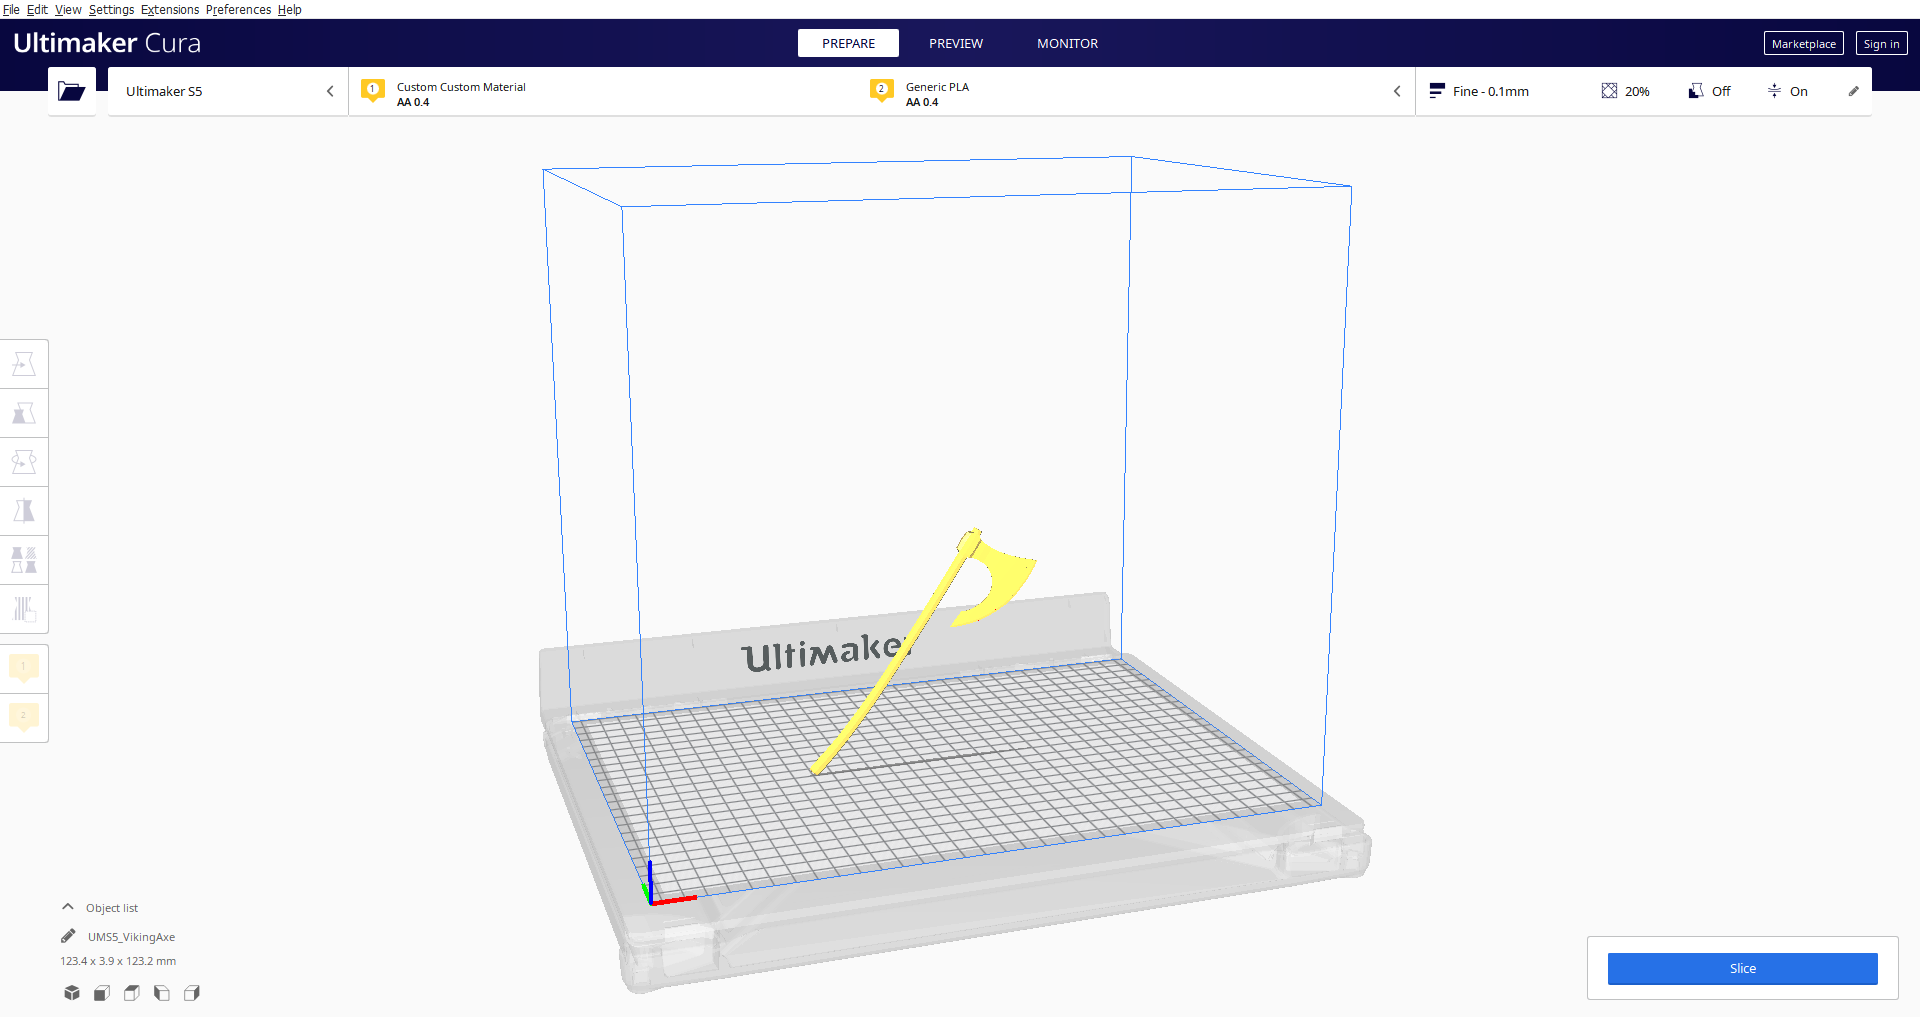 File Edit View Settings Extensions Preferences Help
Ultimaker Cura
PREPARE
PREVIEW
MONITOR
Marketplace
Sign in
Ultimaker S5
1
Custom Custom Material
AA 0.4
2
Generic PLA
AA 0.4
Fine - 0.1mm
20%
Off
On
Ultimaker
1
2
Object list
UMS5_VikingAxe
123.4 x 3.9 x 123.2 mm
Slice